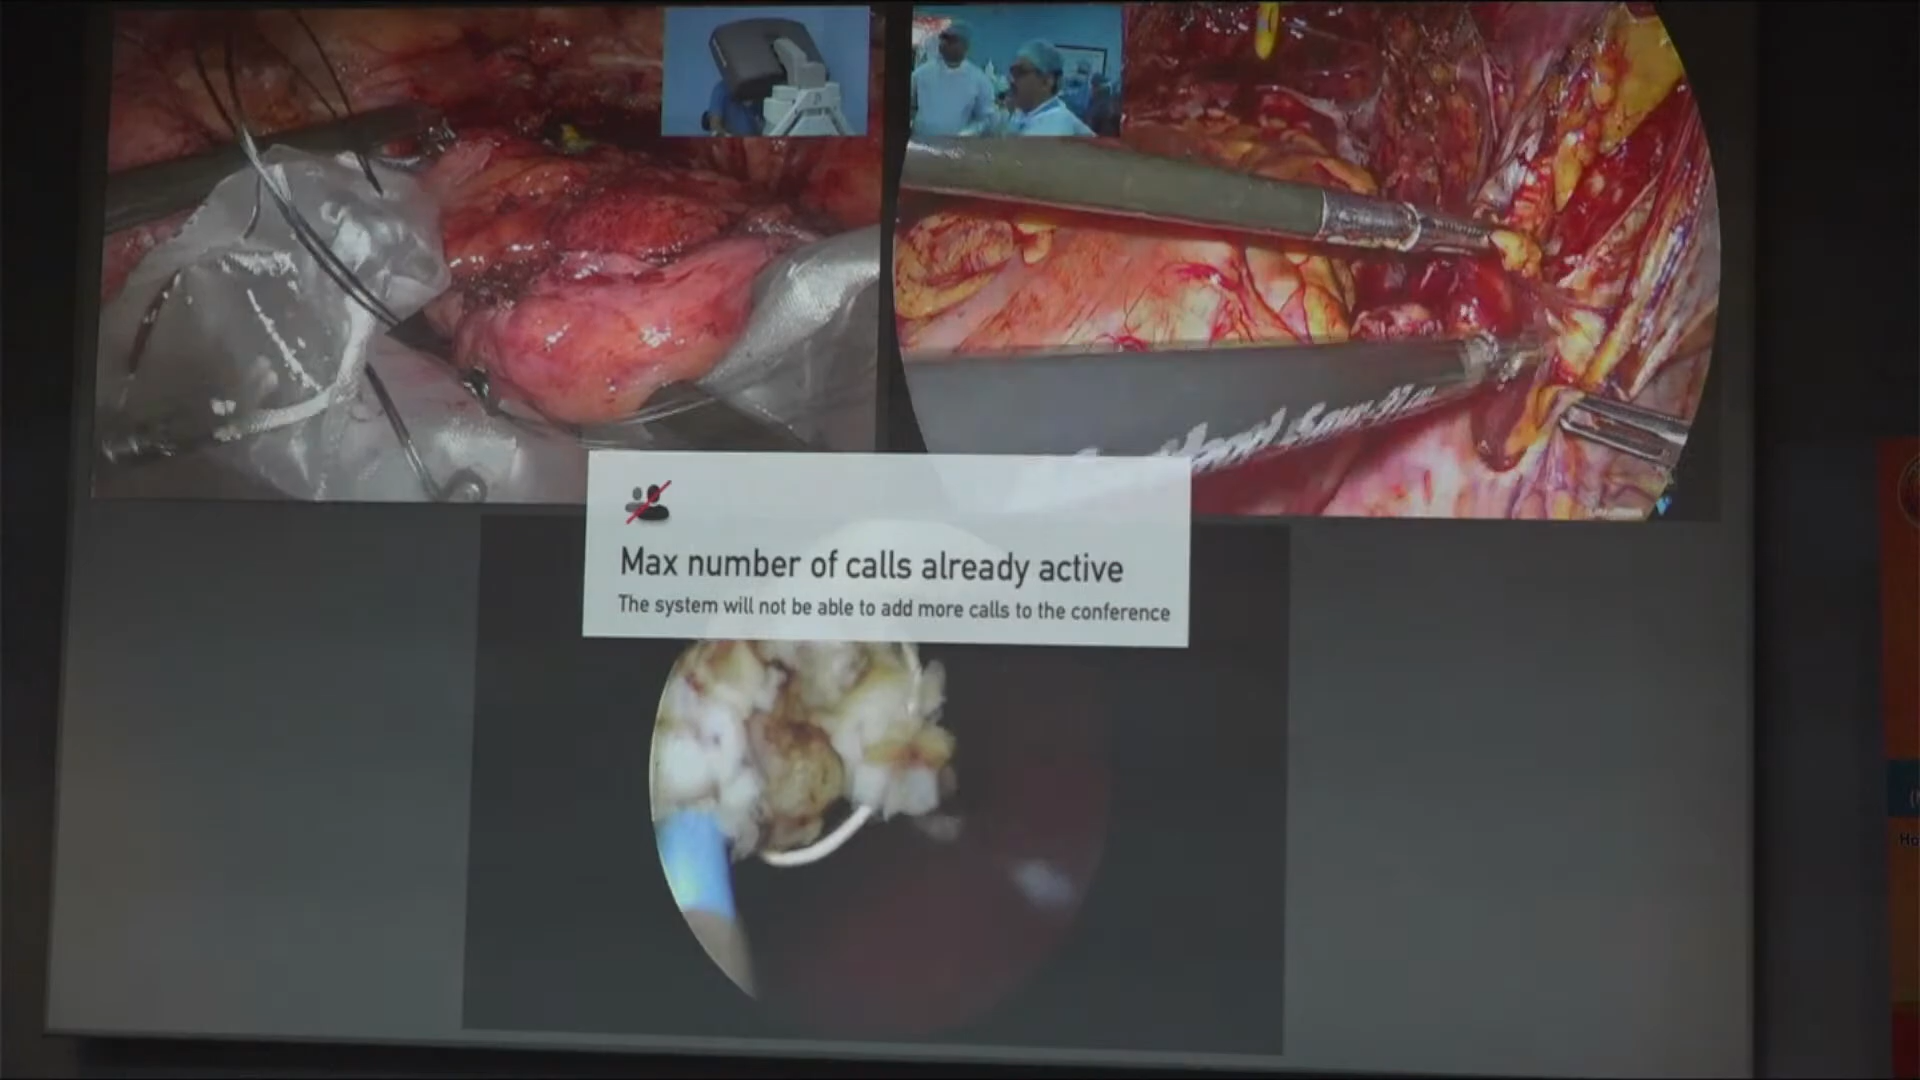 Max number of calls already active
The system will not be able to add more calls to the conference
Ho